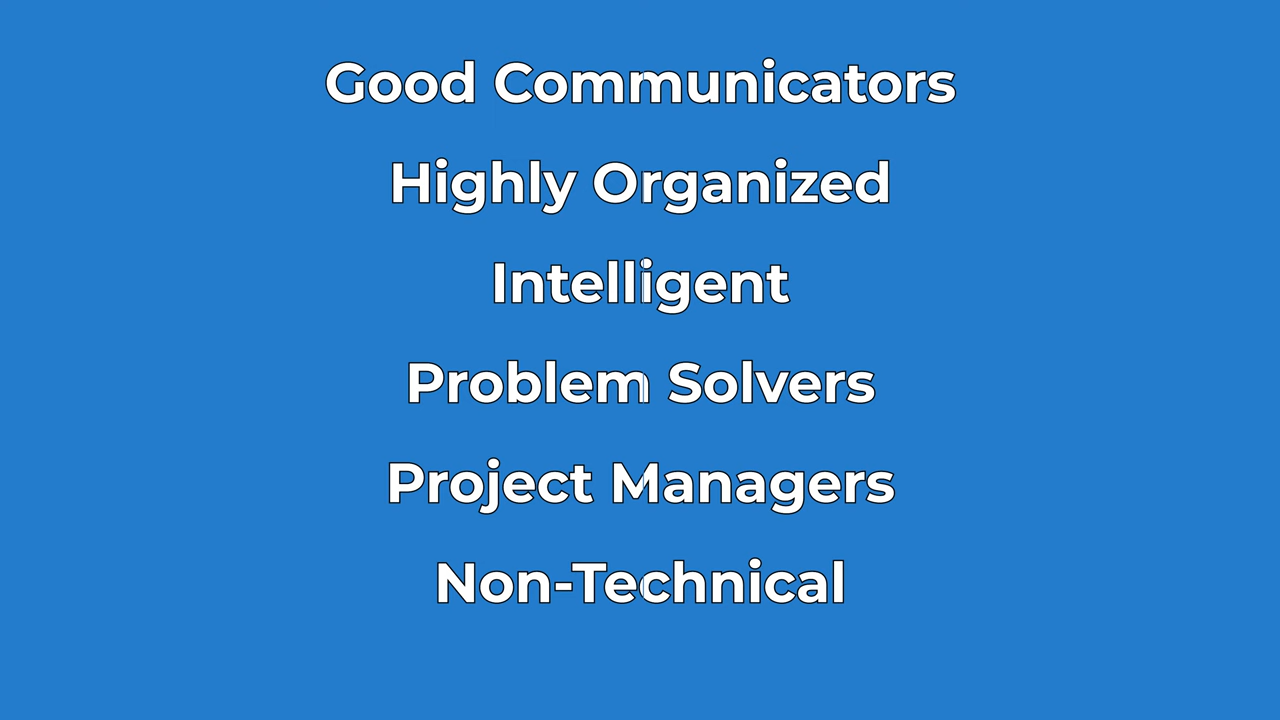 Good Communicators
Highly Organized
Intelligent
Problem Solvers
Project Managers
Non-Technical